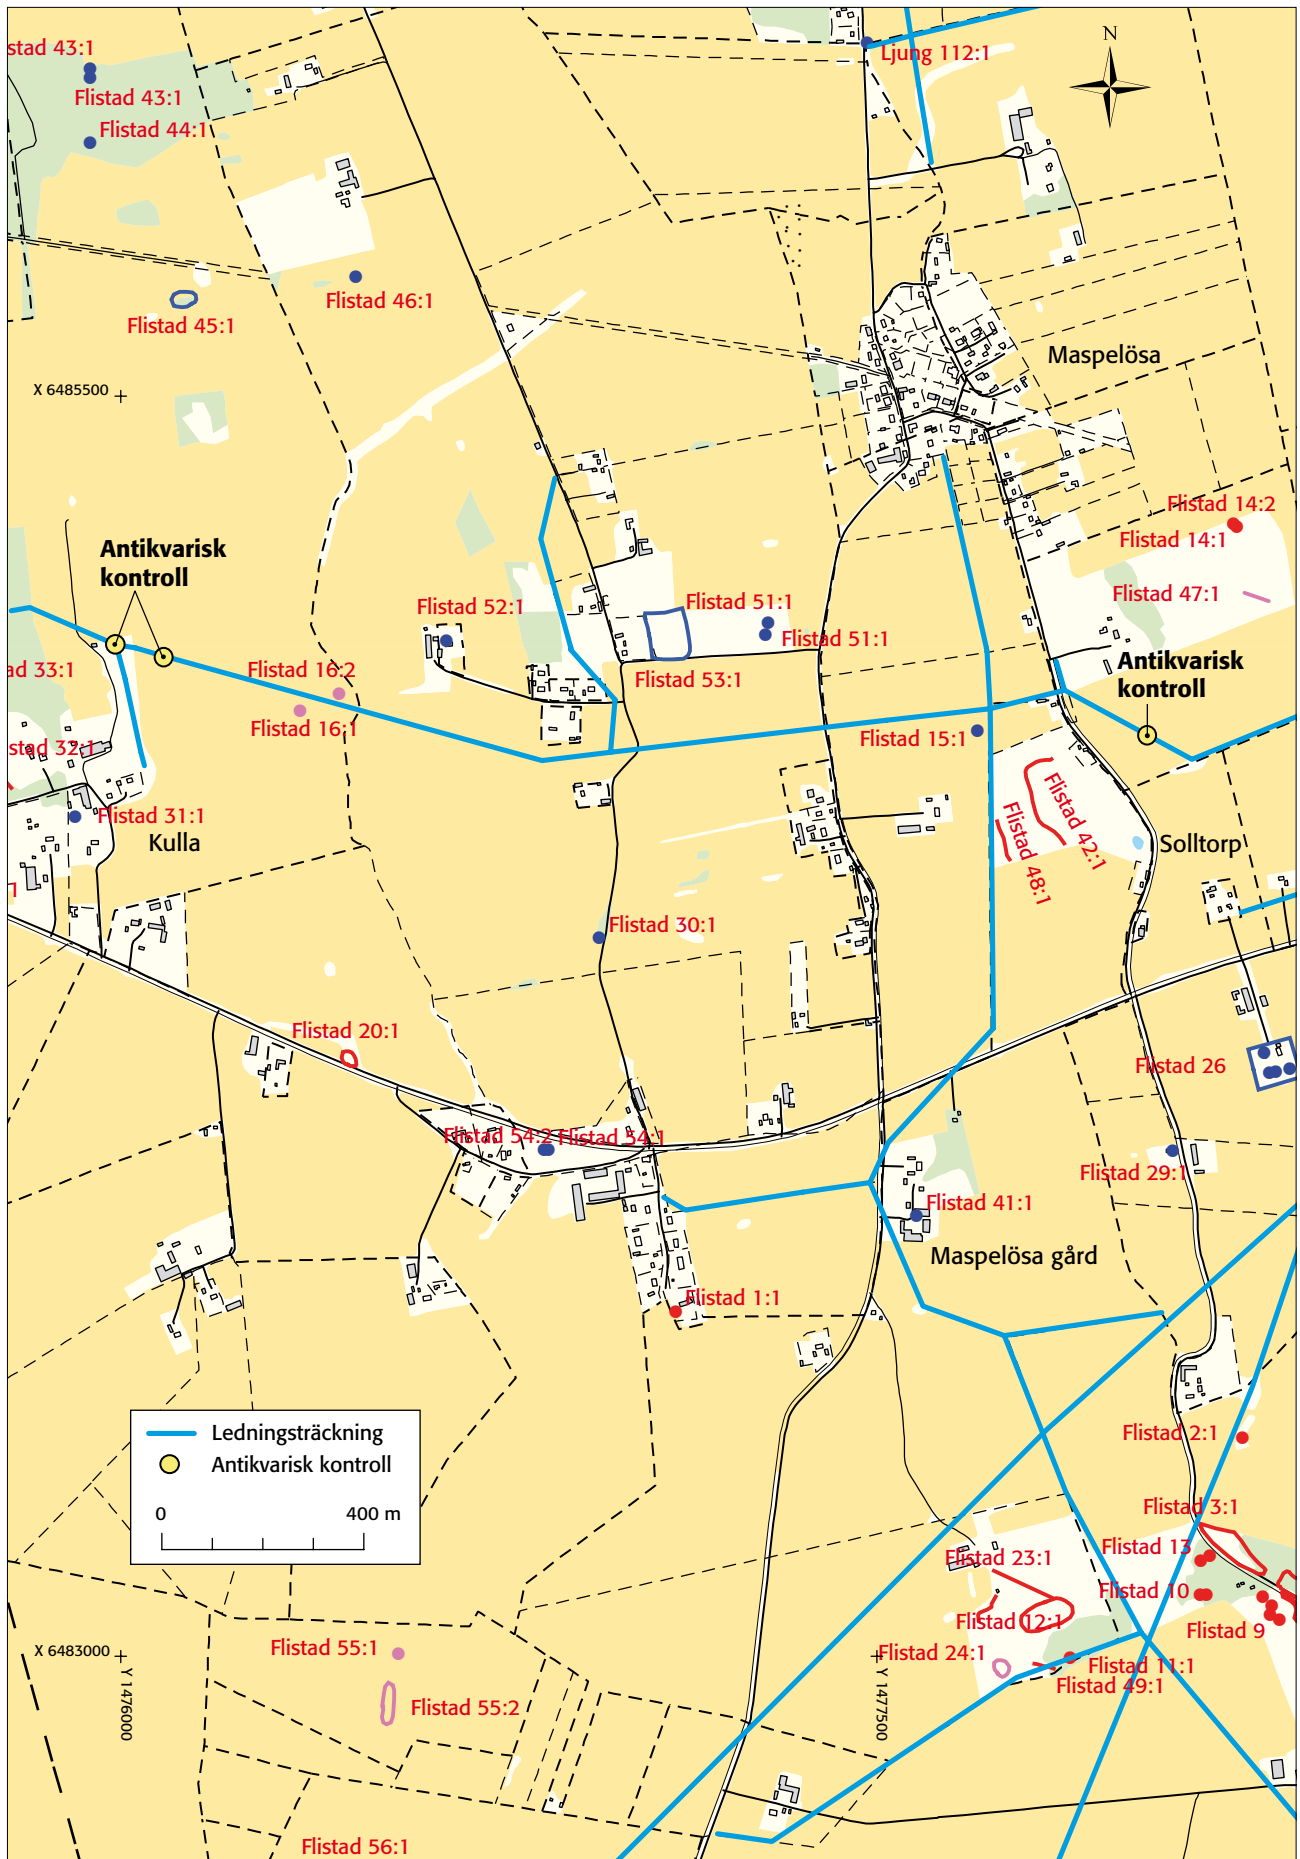 stad 43:1
Flistad 43:1
Flistad 44:1
Ljung 112:1
N
Flistad 46:1
Flistad 45:1
Maspelösa
X 6485500
Flistad 14:2
Flistad 14:1
Antikvarisk
kontroll
Flistad 47:1
Flistad 52:1
Flistad 51:1
Flistad 51:1
Antikvarisk
kontroll
ad 33:1
Flistad 16:2
Flistad 53:1
Flistad 16:1
Flistad 15:1
stad 32:1
Flistad 42:1
Flistad 48:1
Flistad 31:1
Kulla
Solltorp
1
Flistad 30:1
Flistad 20:1
Flistad 26
Flistad 54:2
Flistad 54:1
Flistad 29:1
Flistad 41:1
Maspelösa gård
Flistad 1:1
Ledningsträckning
Antikvarisk kontroll
0 400 m
Flistad 2:1
Flistad 3:1
Flistad 13
Flistad 23:1
Flistad 10
Flistad 12:1
Flistad 9
X 6483000
Y 1476000
Flistad 55:1
Flistad 24:1
Y 1477500
Flistad 11:1
Flistad 49:1
Flistad 55:2
Flistad 56:1